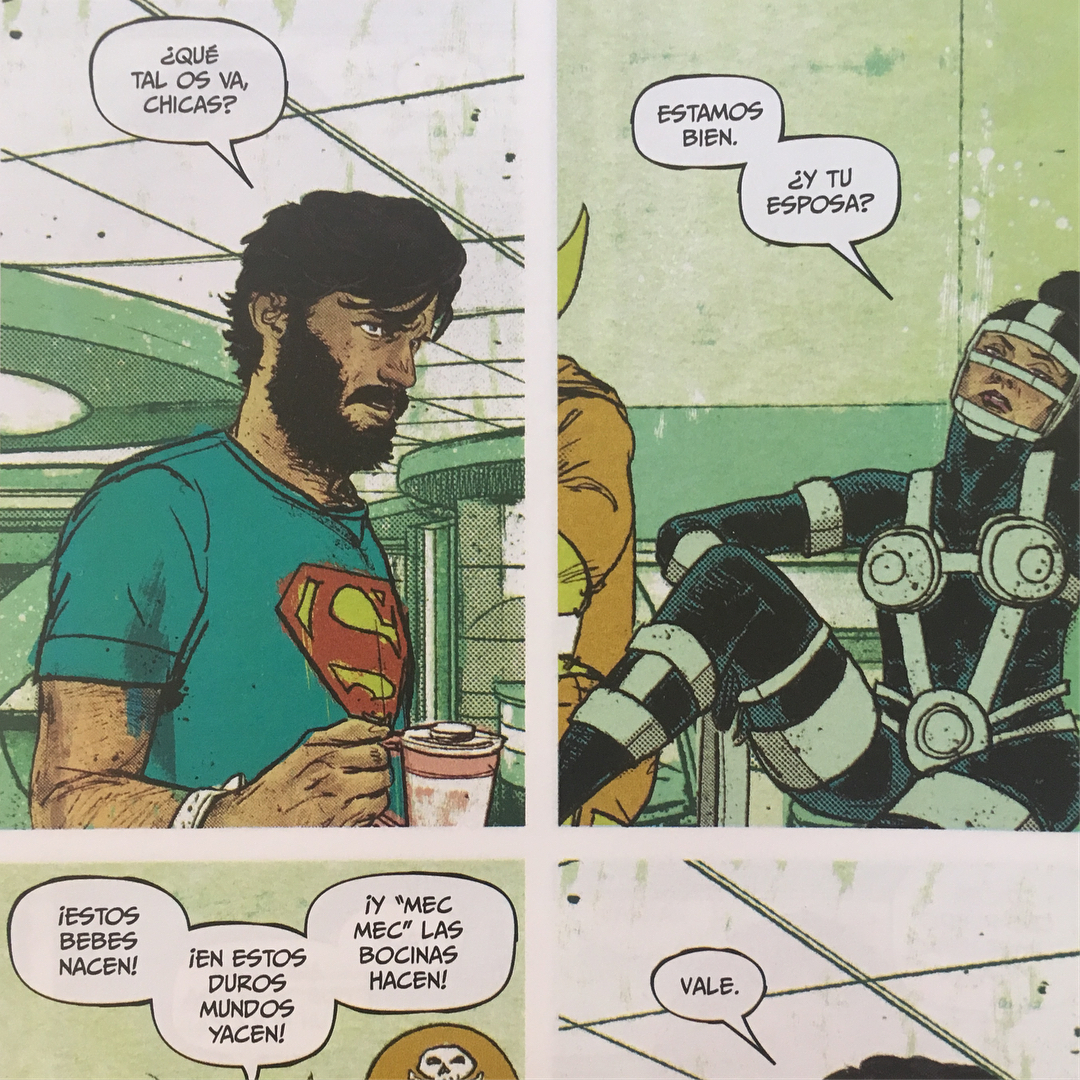 ¿QUÉ
TAL OS VA,
CHICAS?
ESTAMOS
BIEN.
¿Y TU
ESPOSA?
¡ESTOS
BEBES
NACEN!
¡EN ESTOS
DUROS
MUNDOS
YACEN!
¡Y “MEC
MEC” LAS
BOCINAS
HACEN!
VALE.